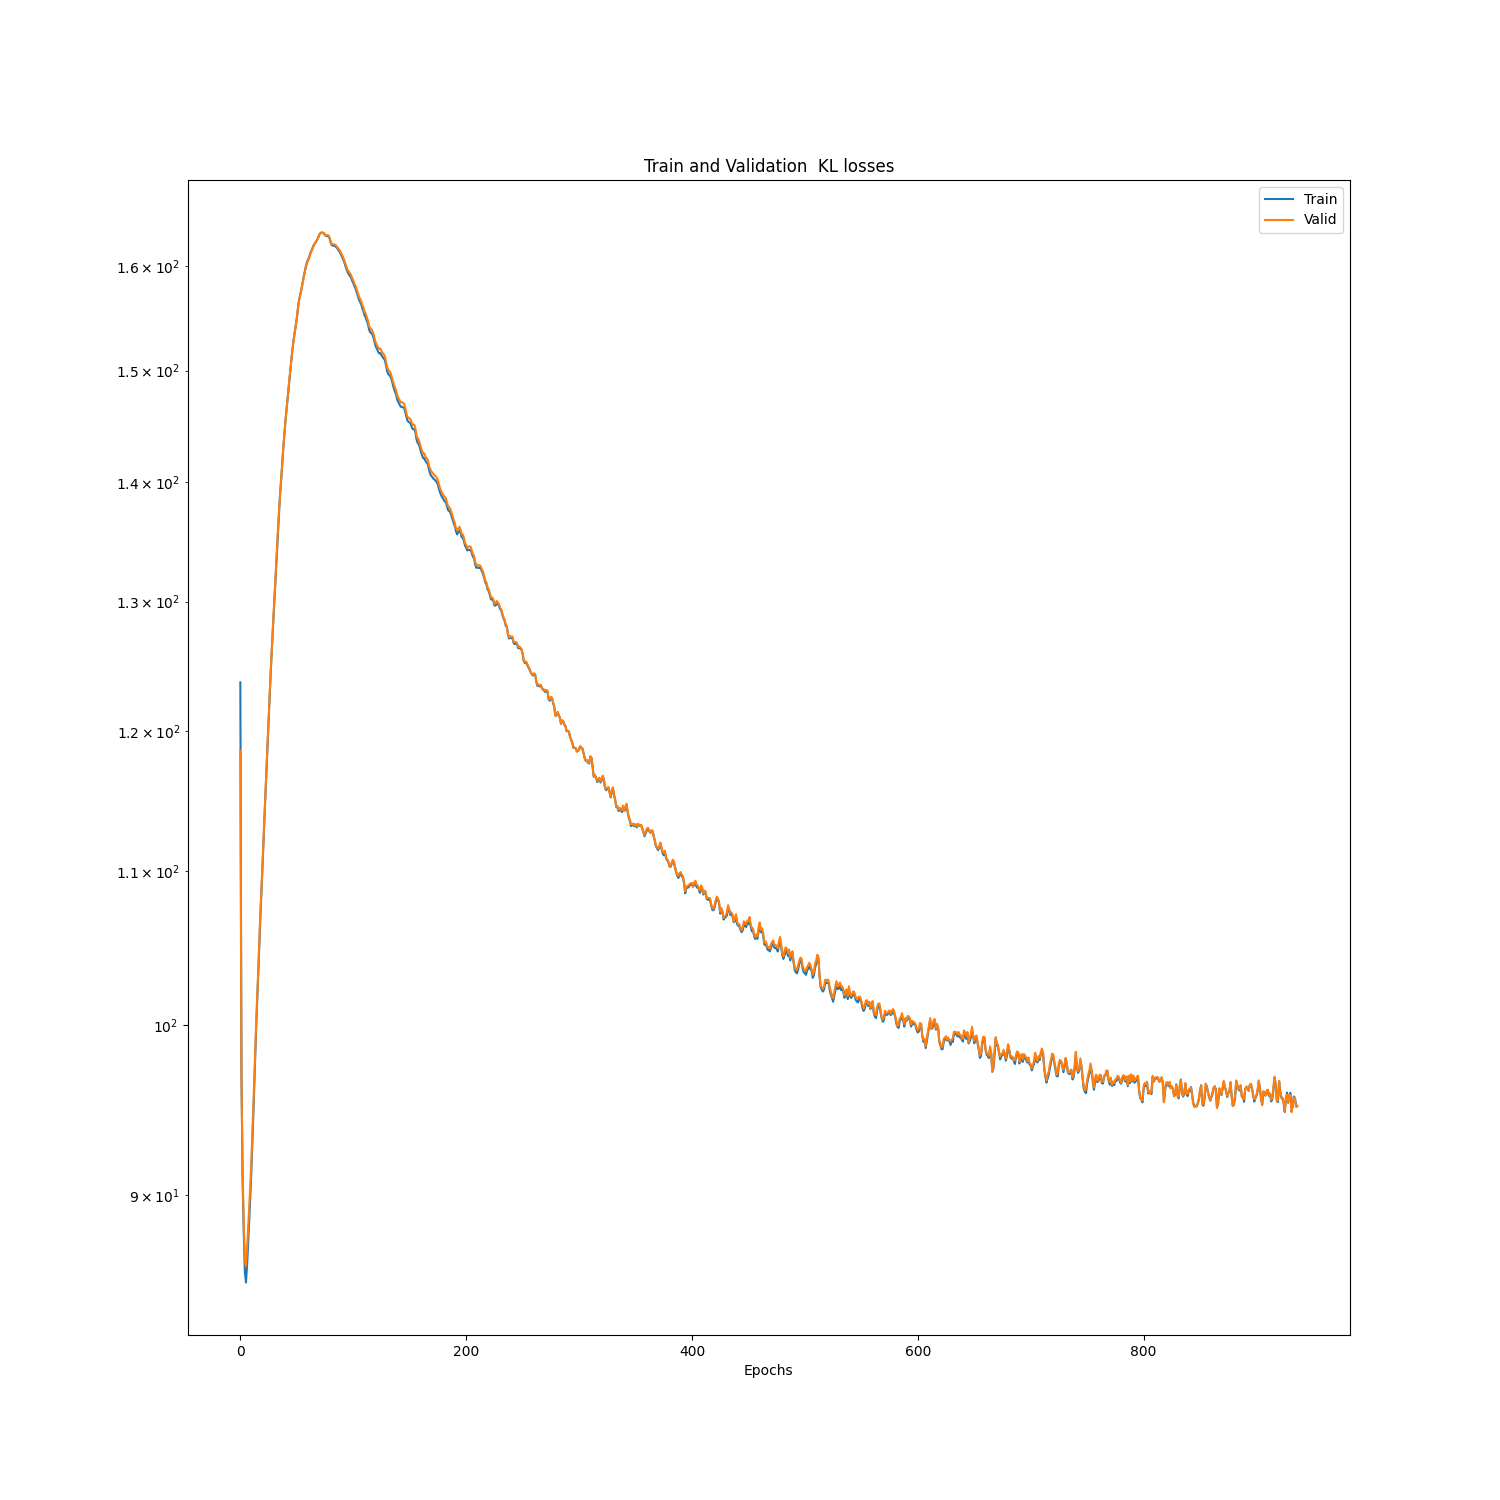 Train and Validation  KL losses
Train
Valid
1.6 × 10²
1.5 × 10²
1.4 × 10²
1.3 × 10²
1.2 × 10²
1.1 × 10²
10²
9 × 10¹
0 200 400 600 800
Epochs